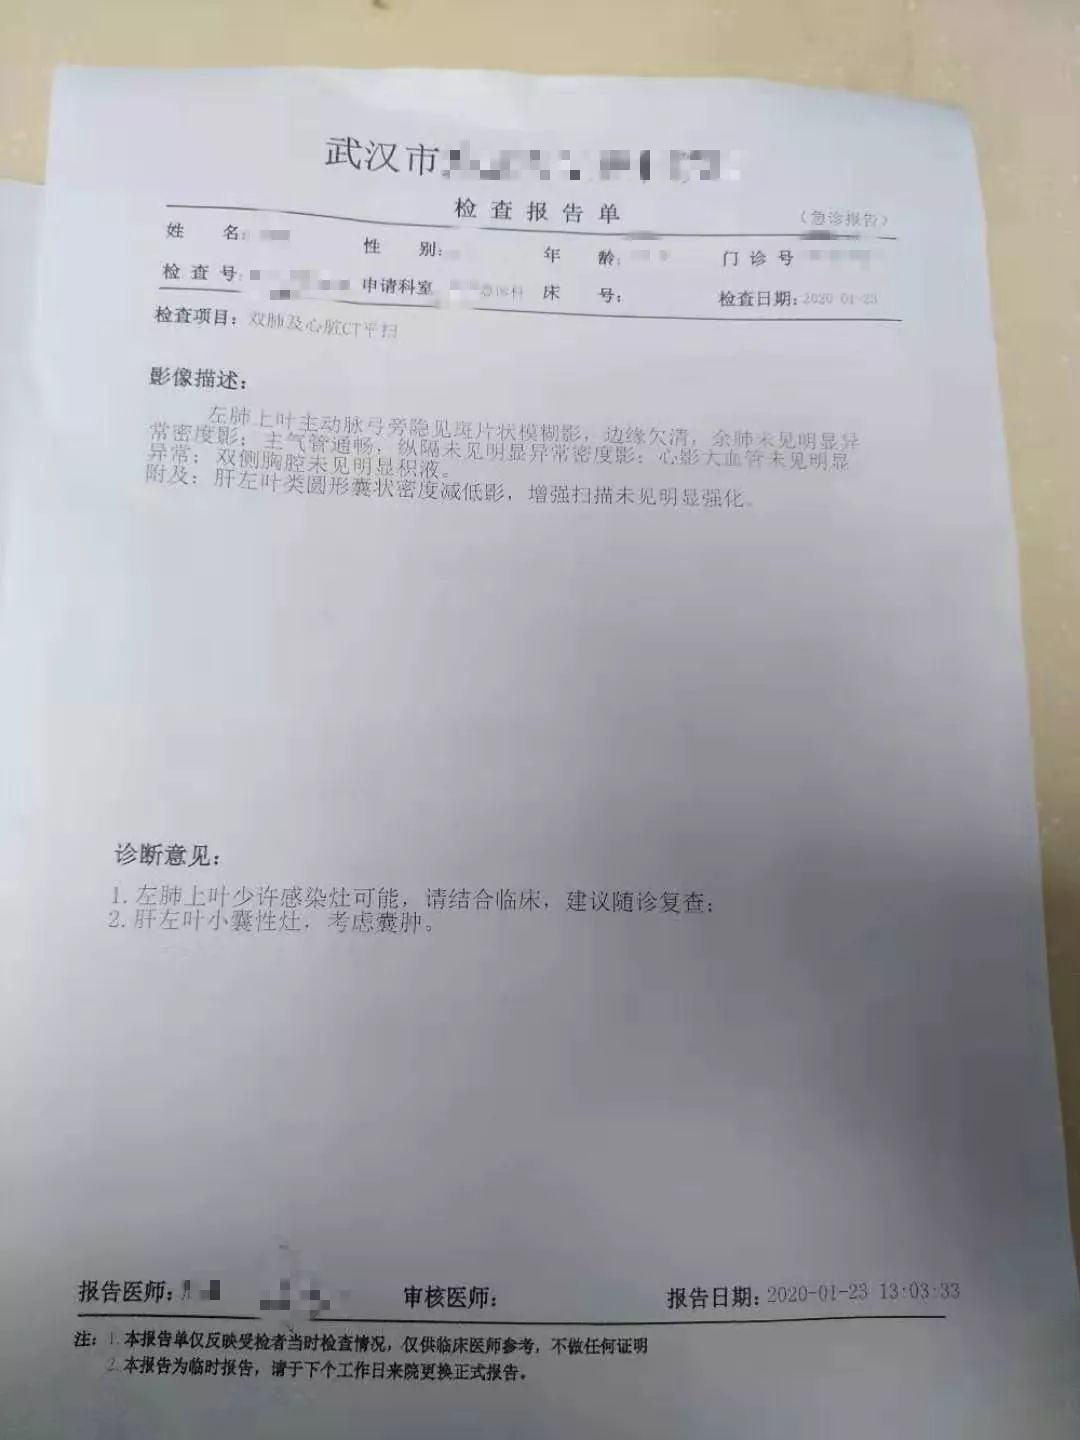 武汉市
检查报告单
（急诊报告）
姓 名： 性 别： 年 龄： 门诊号
检查号： 申请科室 床 号： 检查日期：2020-01-23
检查项目：双肺及心脏CT平扫
影像描述：
左肺上叶主动脉弓旁隐见斑片状模糊影，边缘欠清，余肺未见明显异
常密度影；主气管通畅，纵隔未见明显异常密度影；心影大血管未见明显
异常；双侧胸腔未见明显积液。
附及：肝左叶类圆形囊状密度减低影，增强扫描未见明显强化。
诊断意见：
1.左肺上叶少许感染灶可能，请结合临床，建议随诊复查；
2.肝左叶小囊性灶，考虑囊肿。
报告医师： 审核医师： 报告日期：2020-01-23 13:03:33
注：1.本报告单仅反映受检者当时检查情况，仅供临床医师参考，不做任何证明
2.本报告为临时报告，请于下个工作日来院更换正式报告。